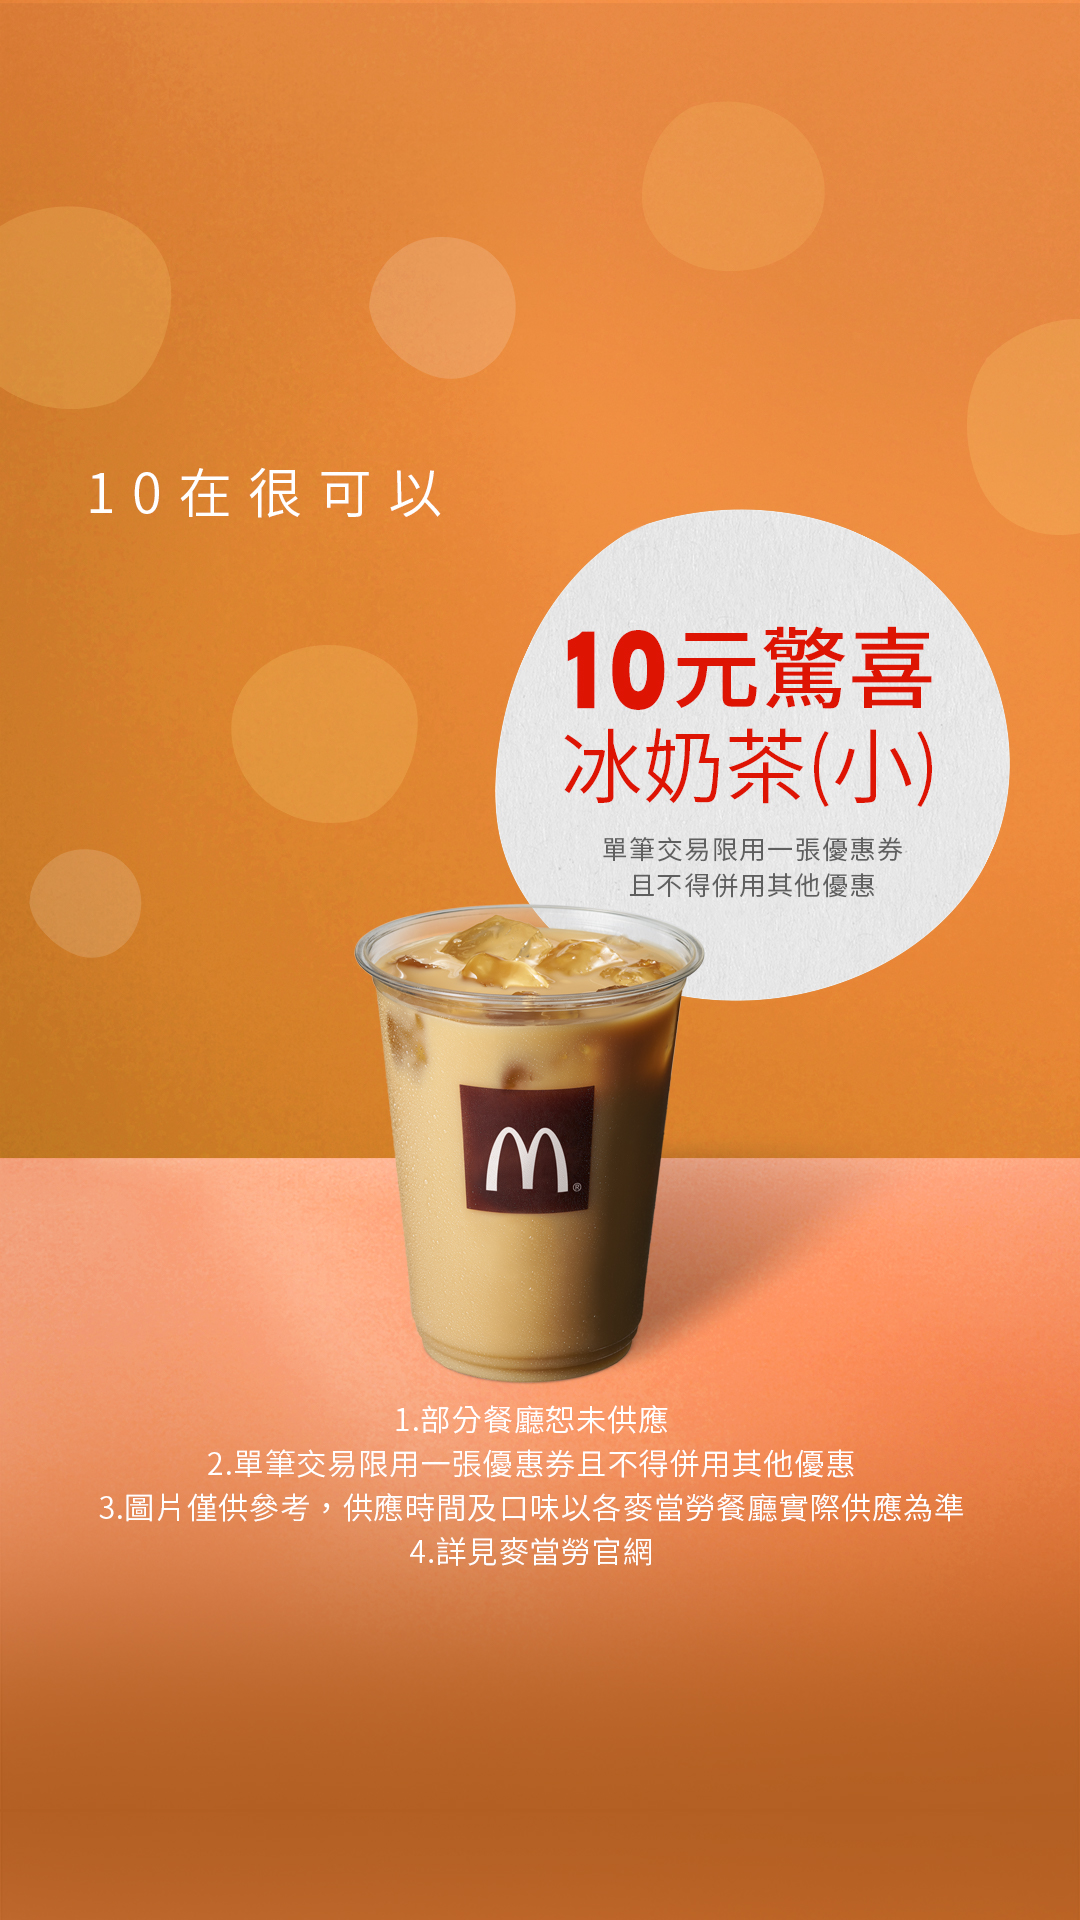 10在很可以
10元驚喜
冰奶茶(小)
單筆交易限用一張優惠券
且不得併用其他優惠
®
1.部分餐廳恕未供應
2.單筆交易限用一張優惠券且不得併用其他優惠
3.圖片僅供參考，供應時間及口味以各麥當勞餐廳實際供應為準
4.詳見麥當勞官網